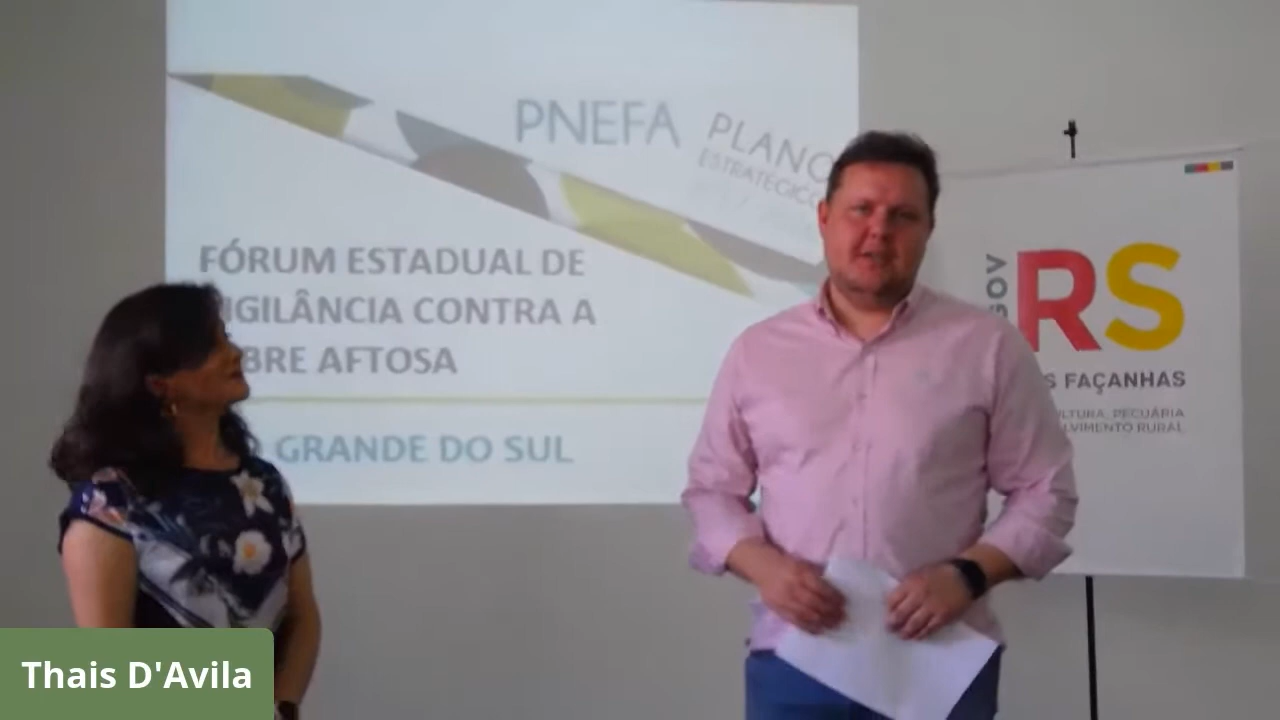 PNEFA
PLANO
ESTRATÉGICO
FÓRUM ESTADUAL DE
IGILÂNCIA CONTRA A
BRE AFTOSA
GRANDE DO SUL
GOV
RS
S FAÇANHAS
ULTURA, PECUÁRIA
LVIMENTO RURAL
Thais D'Avila